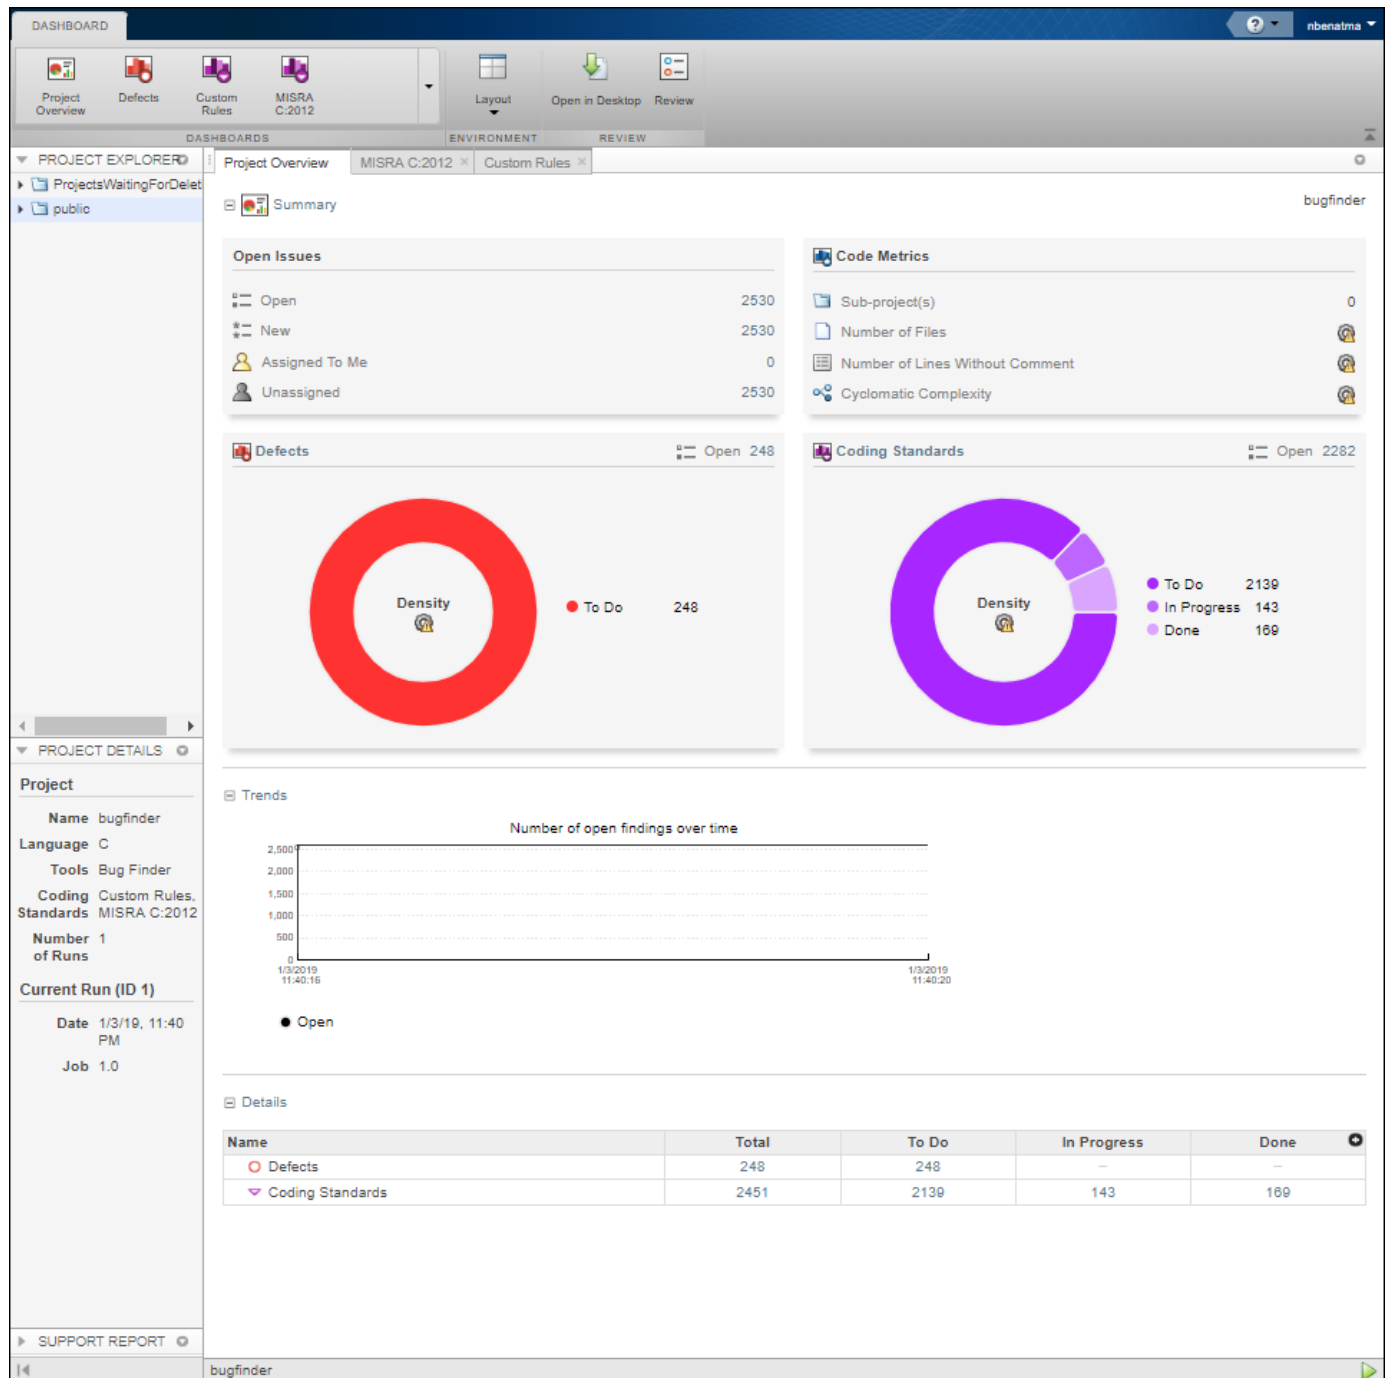 DASHBOARD
? nbenatma
Project Overview
Defects
Custom Rules
MISRA C:2012
Layout
Open in Desktop
Review
DASHBOARDS
ENVIRONMENT
REVIEW
PROJECT EXPLORER
ProjectsWaitingForDelet
public
Project Overview
MISRA C:2012
Custom Rules
Summary
bugfinder
Open Issues
Open 2530
New 2530
Assigned To Me 0
Unassigned 2530
Code Metrics
Sub-project(s) 0
Number of Files
Number of Lines Without Comment
Cyclomatic Complexity
Defects
Open 248
Density
To Do 248
Coding Standards
Open 2282
Density
To Do 2139
In Progress 143
Done 169
PROJECT DETAILS
Project
Name bugfinder
Language C
Tools Bug Finder
Coding Custom Rules,
Standards MISRA C:2012
Number 1
of Runs
Current Run (ID 1)
Date 1/3/19, 11:40
PM
Job 1.0
Trends
Number of open findings over time
2,500
2,000
1,500
1,000
500
0
1/3/2019
11:40:16
1/3/2019
11:40:20
Open
Details
Name Total To Do In Progress Done
Defects 248 248 – –
Coding Standards 2451 2139 143 169
SUPPORT REPORT
bugfinder